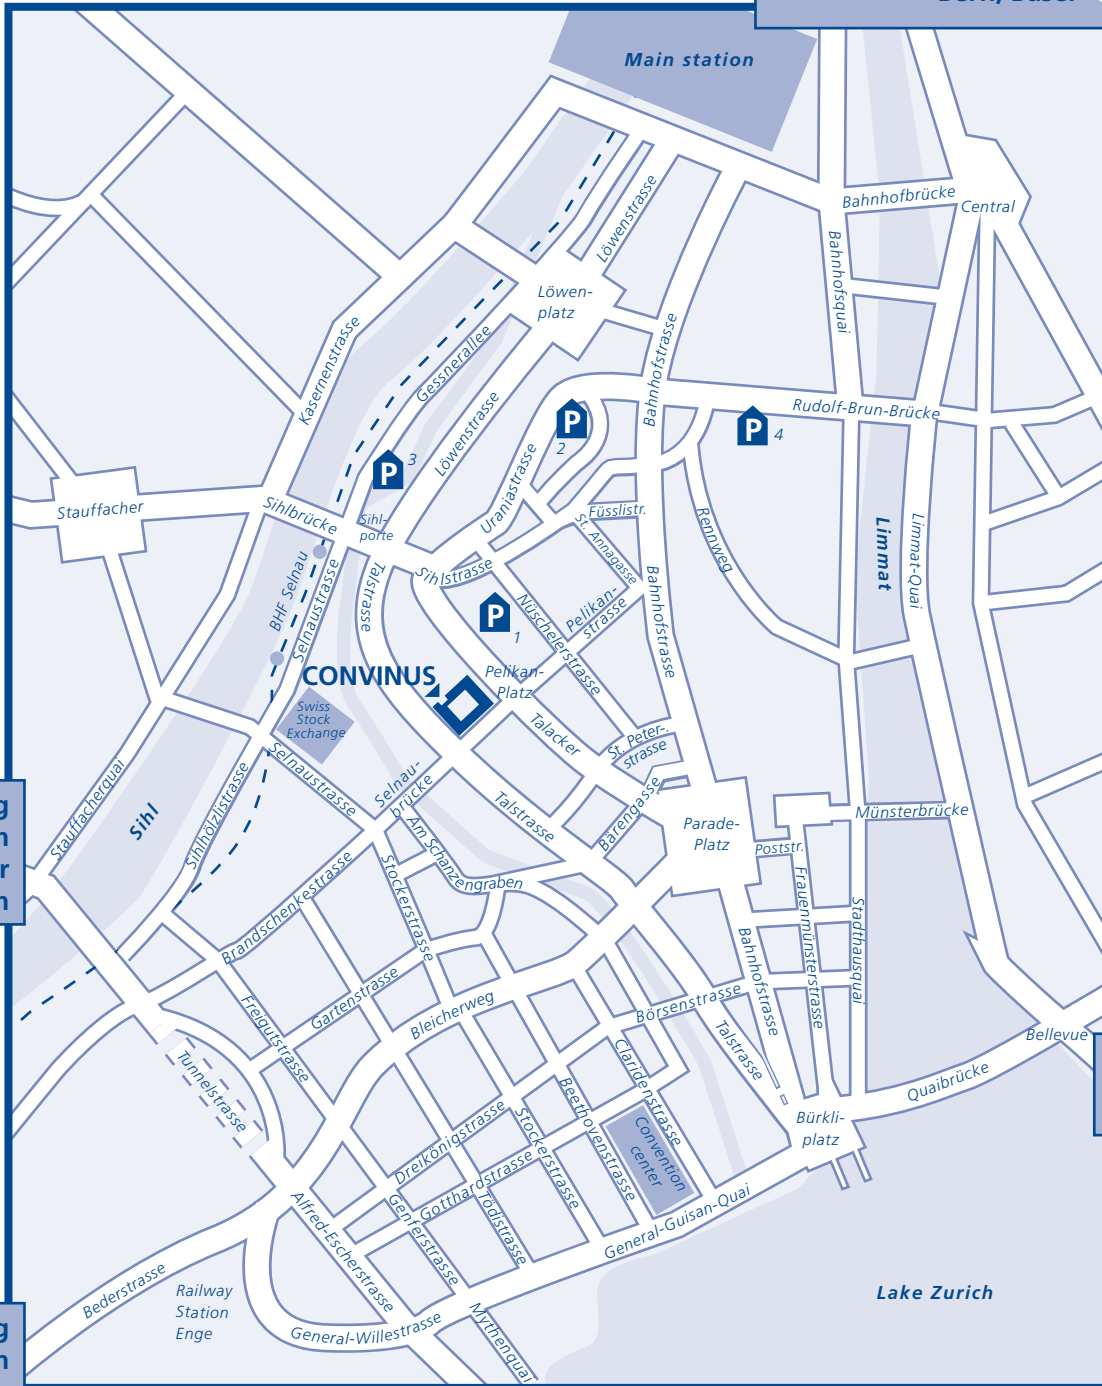 Main station
Bahnhofbrücke
Central
Löwenstrasse
Bahnhofsquai
Löwen-
platz
Kasernenstrasse
Gessnerallee
Bahnhofstrasse
Löwenstrasse
Rudolf-Brun-Brücke
P 2
P 4
P 3
Uraniastrasse
Stauffacher
Sihlbrücke
Sihl-
porte
Füsslistr.
St. Annagasse
Rennweg
Limmat
Limmat-Quai
BHF Selnau
Selnaustrasse
Talstrasse
Sihlstrasse
Bahnhofstrasse
P 1
Nüschelerstrasse
Pelikan-
strasse
CONVINUS
Pelikan-
Platz
Swiss
Stock
Exchange
Talacker
St. Peter-
strasse
Selnaustrasse
Selnau-
brücke
Stauffacherquai
Sihl
Sihlhölzlistrasse
Talstrasse
Bärengasse
Parade-
Platz
Münsterbrücke
Poststr.
Am Schanzengraben
Stockerstrasse
Brandschenkestrasse
Frauenmünsterstrasse
Stadthausquai
Bahnhofstrasse
Gartenstrasse
Bleicherweg
Börsenstrasse
Freigutstrasse
Talstrasse
Tunnelstrasse
Claridenstrasse
Bellevue
Quaibrücke
Beethovenstrasse
Dreikönigstrasse
Stockerstrasse
Convention
center
Bürkli-
platz
Gotthardstrasse
Genferstrasse
Tödistrasse
Alfred-Escherstrasse
General-Guisan-Quai
Bederstrasse
Railway
Station
Enge
General-Willestrasse
Mythenquai
Lake Zurich